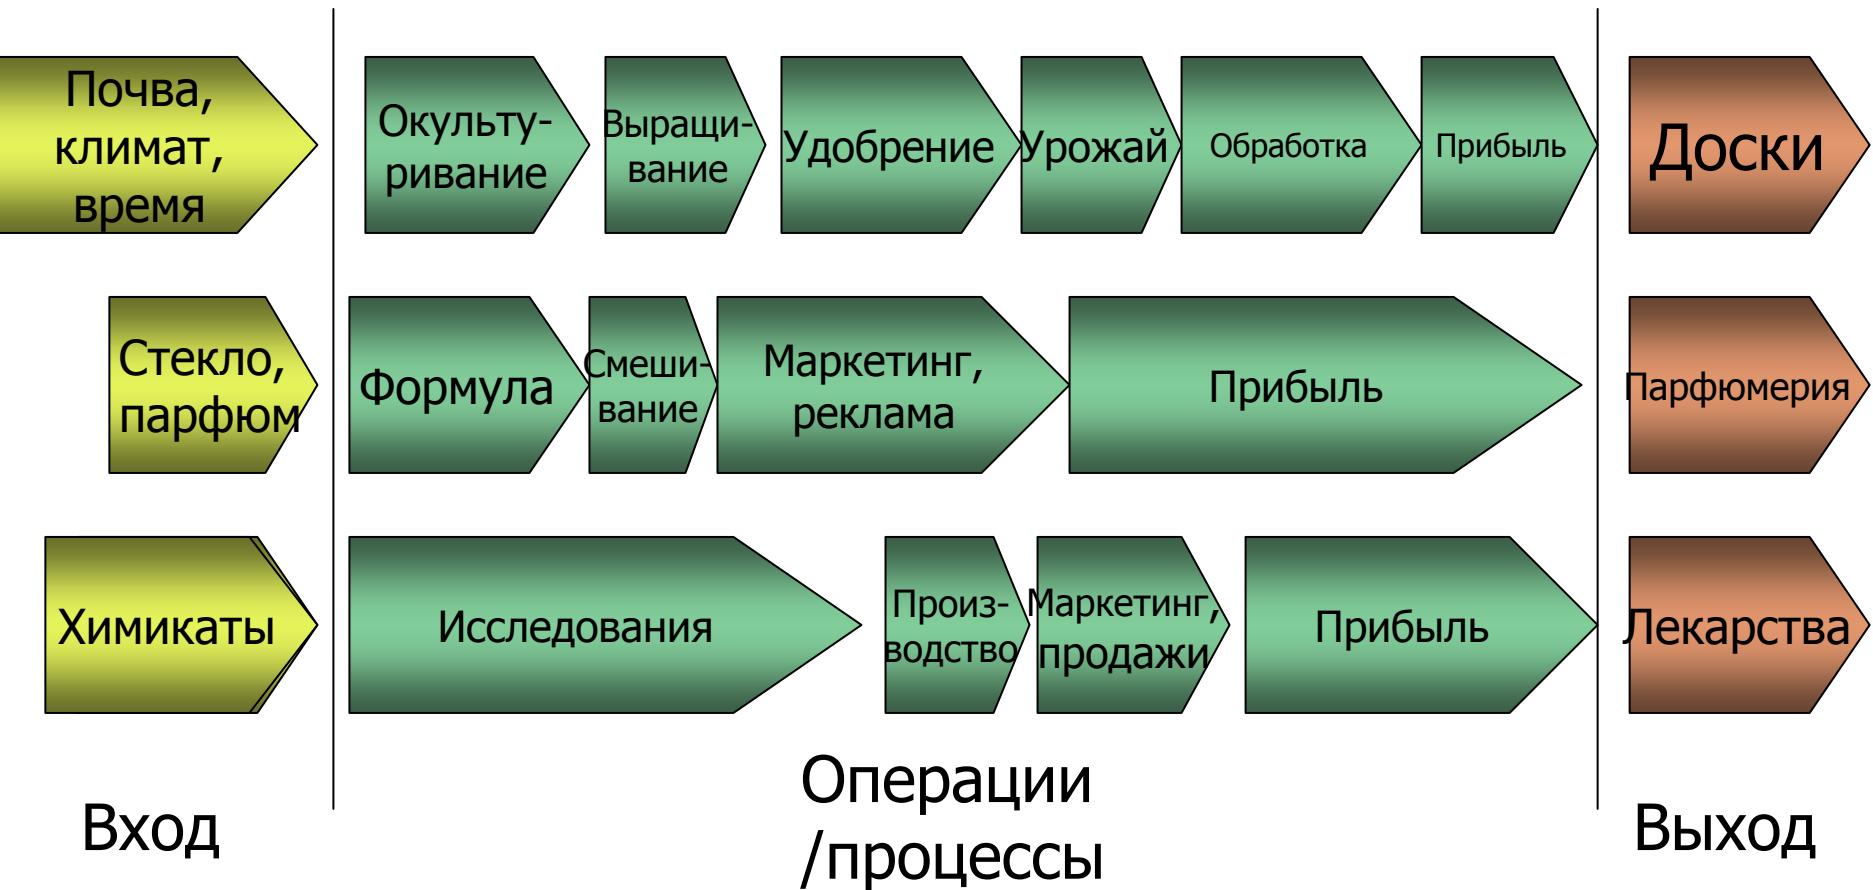 Почва,
климат,
время
Окульту-
ривание
Выращи-
вание
Удобрение
Урожай
Обработка
Прибыль
Доски
Стекло,
парфюм
Формула
Смеши-
вание
Маркетинг,
реклама
Прибыль
Парфюмерия
Химикаты
Исследования
Произ-
водство
Маркетинг,
продажи
Прибыль
Лекарства
Вход
Операции
/процессы
Выход